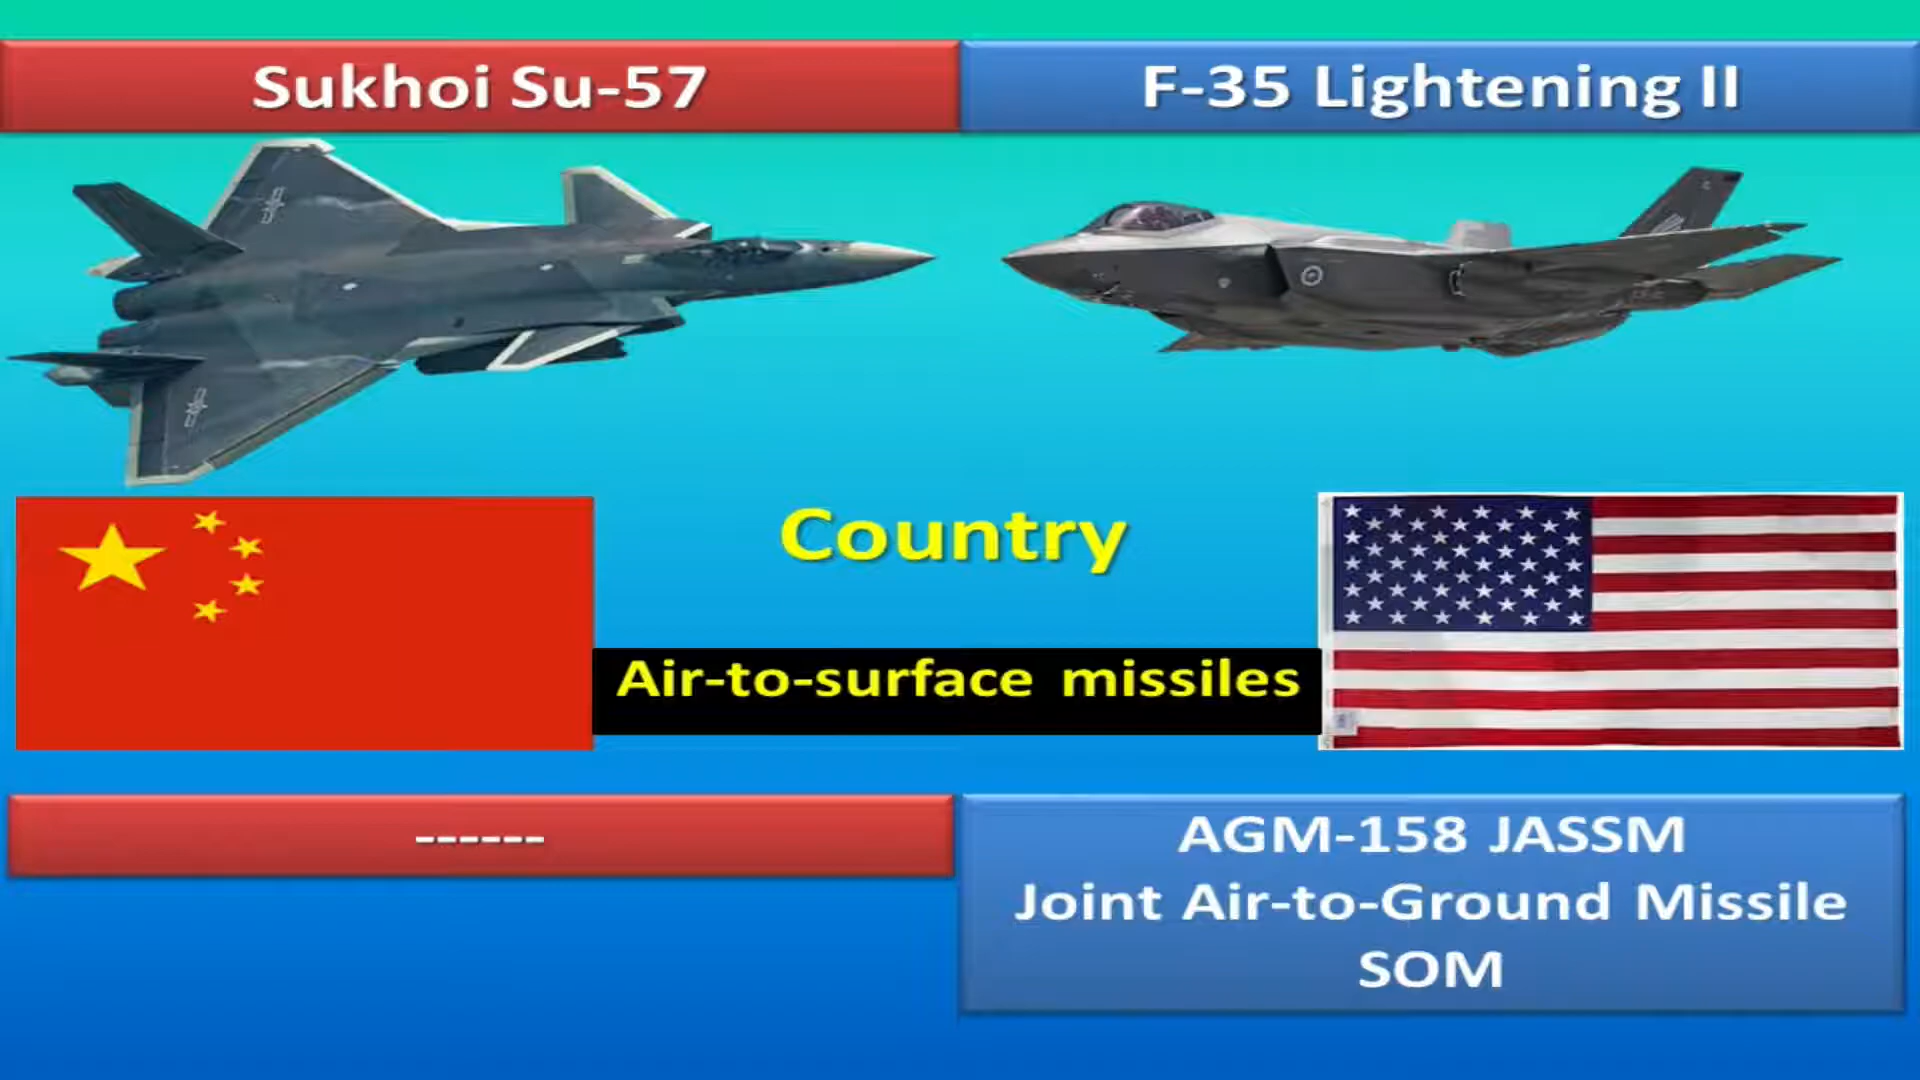 Sukhoi Su-57
F-35 Lightening II
Country
Air-to-surface missiles
------
AGM-158 JASSM
Joint Air-to-Ground Missile
SOM